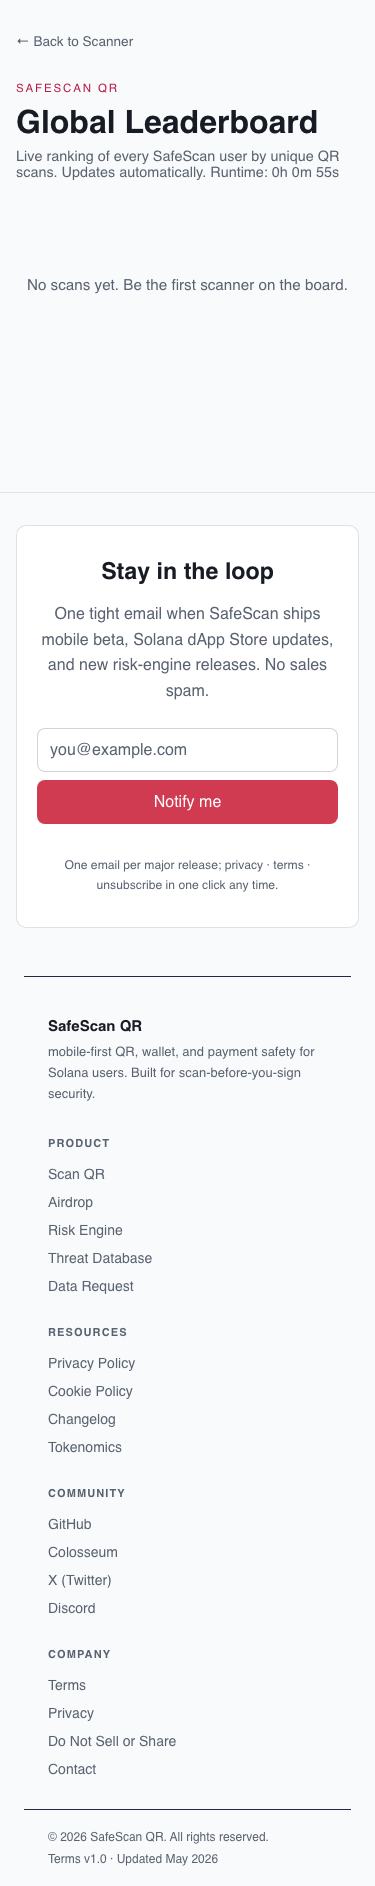 ← Back to Scanner
SAFESCAN QR
Global Leaderboard
Live ranking of every SafeScan user by unique QR
scans. Updates automatically. Runtime: 0h 0m 55s
No scans yet. Be the first scanner on the board.
Stay in the loop
One tight email when SafeScan ships
mobile beta, Solana dApp Store updates,
and new risk-engine releases. No sales
spam.
you@example.com
Notify me
One email per major release; privacy · terms ·
unsubscribe in one click any time.
SafeScan QR
mobile-first QR, wallet, and payment safety for
Solana users. Built for scan-before-you-sign
security.
PRODUCT
Scan QR
Airdrop
Risk Engine
Threat Database
Data Request
RESOURCES
Privacy Policy
Cookie Policy
Changelog
Tokenomics
COMMUNITY
GitHub
Colosseum
X (Twitter)
Discord
COMPANY
Terms
Privacy
Do Not Sell or Share
Contact
© 2026 SafeScan QR. All rights reserved.
Terms v1.0 · Updated May 2026